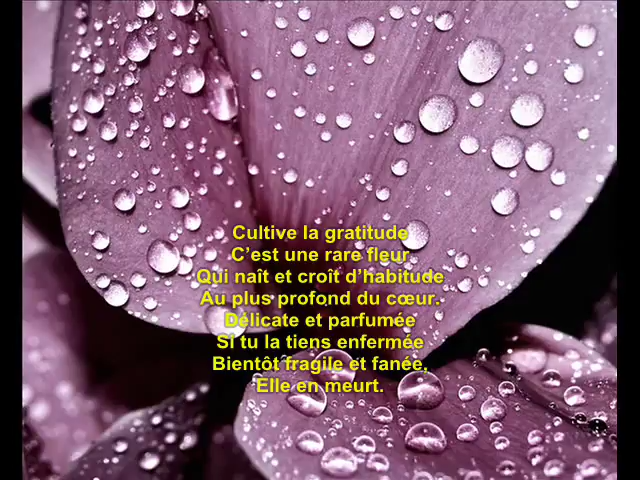 Cultive la gratitude
C’est une rare fleur
Qui naît et croît d’habitude
Au plus profond du cœur.
Délicate et parfumée
Si tu la tiens enfermée
Bientôt fragile et fanée,
Elle en meurt.